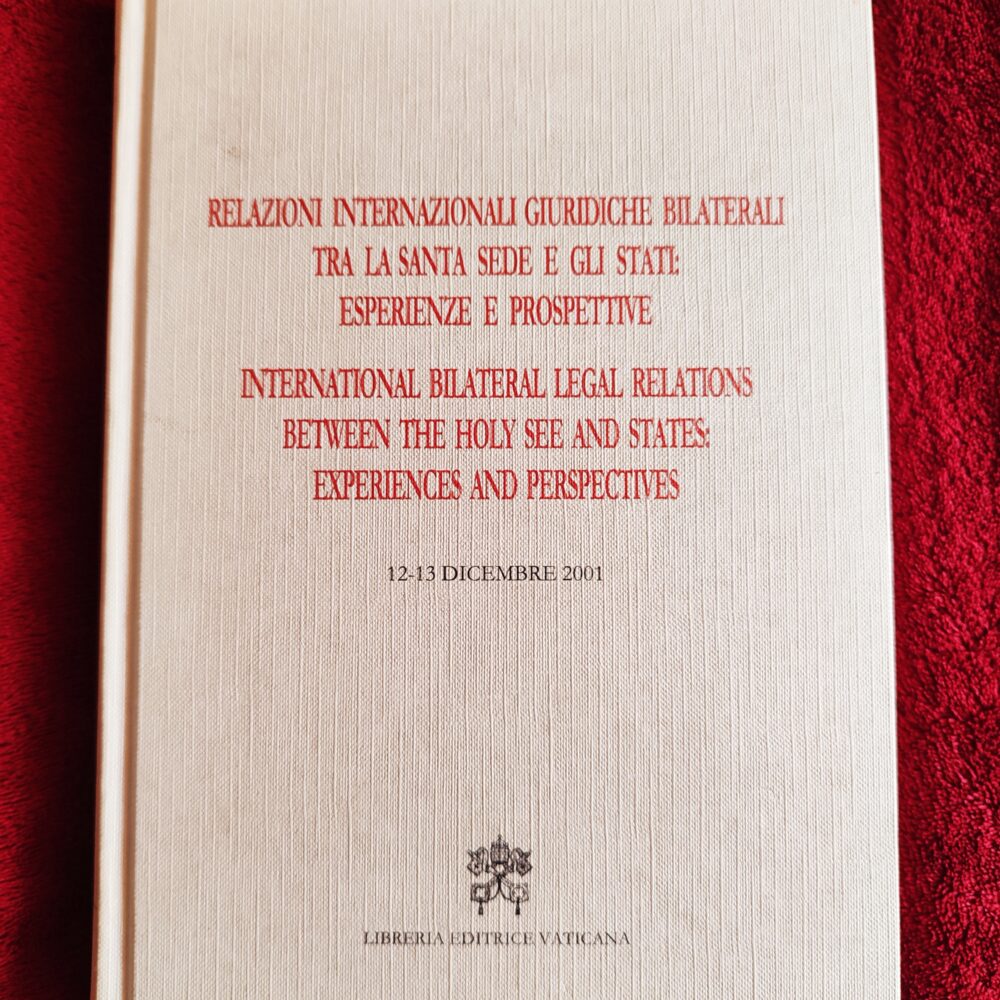 RELAZIONI INTERNAZIONALI GIURIDICHE BILATERALI
TRA LA SANTA SEDE E GLI STATI:
ESPERIENZE E PROSPETTIVE
INTERNATIONAL BILATERAL LEGAL RELATIONS
BETWEEN THE HOLY SEE AND STATES:
EXPERIENCES AND PERSPECTIVES
12-13 DICEMBRE 2001
LIBRERIA EDITRICE VATICANA